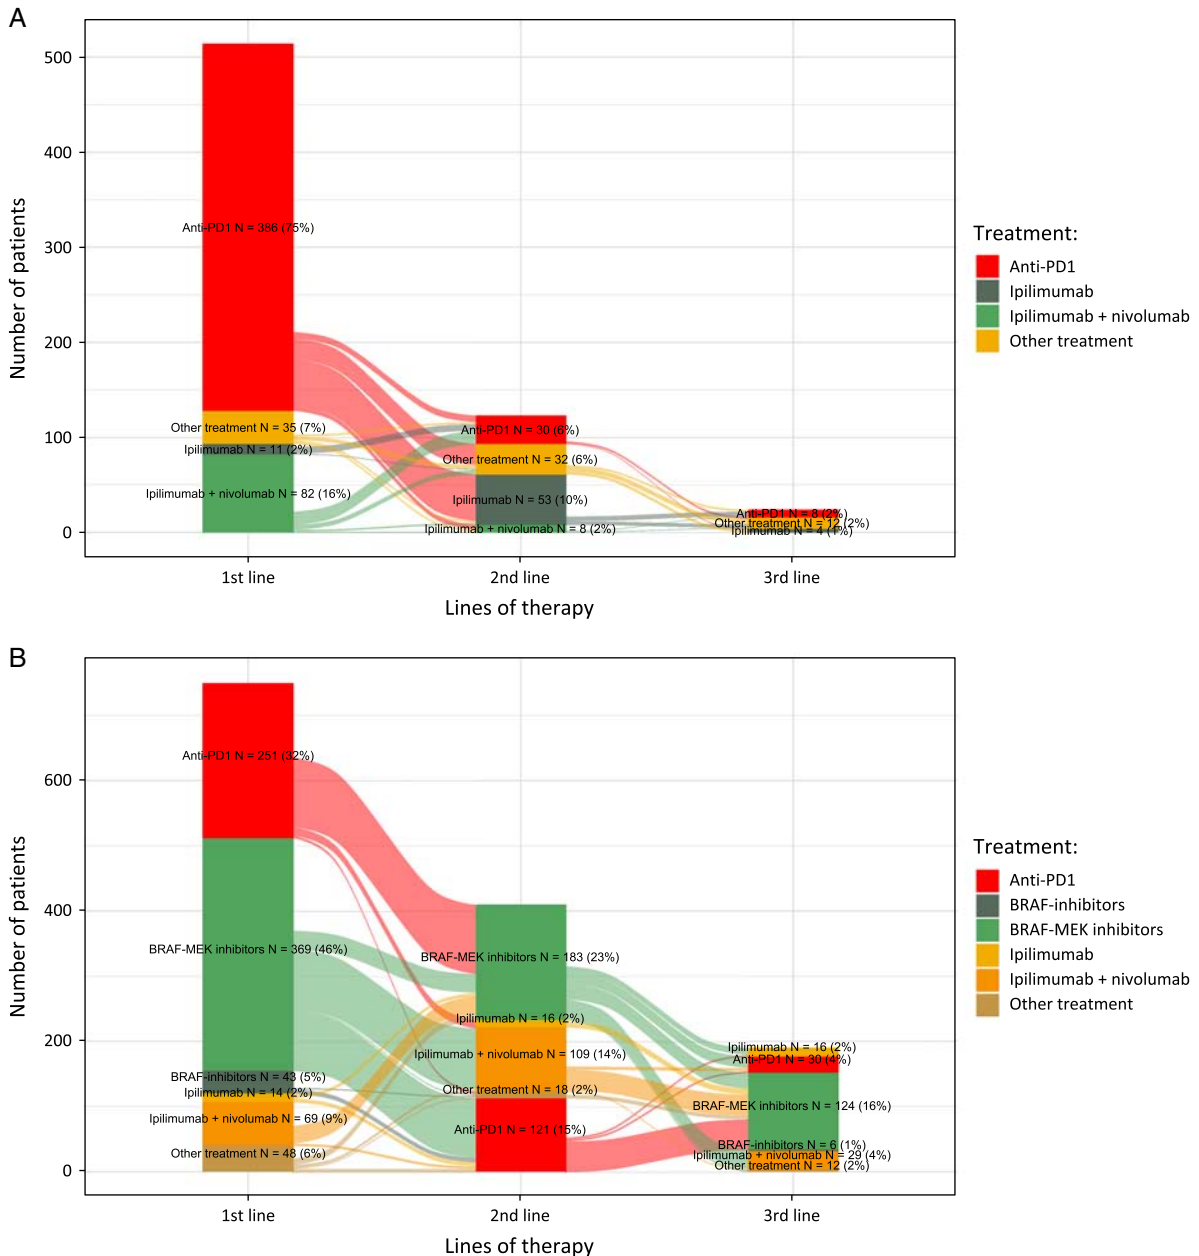 A
Number of patients
500
400
300
200
100
0
Anti-PD1 N = 386 (75%)
Other treatment N = 35 (7%)
Ipilimumab N = 11 (2%)
Ipilimumab + nivolumab N = 82 (16%)
Anti-PD1 N = 30 (6%)
Other treatment N = 32 (6%)
Ipilimumab N = 53 (10%)
Ipilimumab + nivolumab N = 8 (2%)
Anti-PD1 N = 8 (2%)
Other treatment N = 12 (2%)
Ipilimumab N = 4 (1%)
1st line
2nd line
3rd line
Lines of therapy
Treatment:
Anti-PD1
Ipilimumab
Ipilimumab + nivolumab
Other treatment
B
Number of patients
600
400
200
0
Anti-PD1 N = 251 (32%)
BRAF-MEK inhibitors N = 369 (46%)
BRAF-inhibitors N = 43 (5%)
Ipilimumab N = 14 (2%)
Ipilimumab + nivolumab N = 69 (9%)
Other treatment N = 48 (6%)
BRAF-MEK inhibitors N = 183 (23%)
Ipilimumab N = 16 (2%)
Ipilimumab + nivolumab N = 109 (14%)
Other treatment N = 18 (2%)
Anti-PD1 N = 121 (15%)
Ipilimumab N = 16 (2%)
Anti-PD1 N = 30 (4%)
BRAF-MEK inhibitors N = 124 (16%)
BRAF-inhibitors N = 6 (1%)
Ipilimumab + nivolumab N = 29 (4%)
Other treatment N = 12 (2%)
1st line
2nd line
3rd line
Lines of therapy
Treatment:
Anti-PD1
BRAF-inhibitors
BRAF-MEK inhibitors
Ipilimumab
Ipilimumab + nivolumab
Other treatment